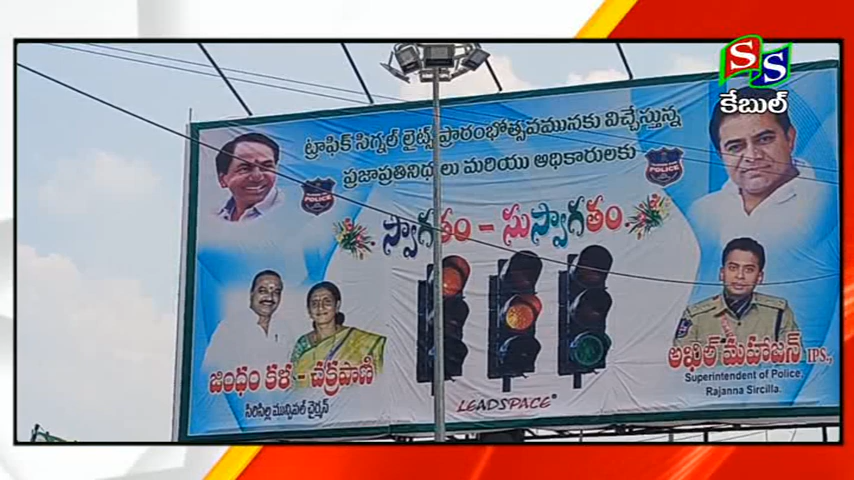 SS
కేబుల్
ట్రాఫిక్ సిగ్నల్ లైట్స్ ప్రారంభోత్సవమునకు విచ్చేస్తున్న
ప్రజాప్రతినిధులు మరియు అధికారులకు
POLICE
POLICE
స్వాగతం - సుస్వాగతం
జిందం కళ - చక్రపాణి
సిరిసిల్ల మున్సిపల్ చైర్మన్
LEADSPACE®
అఖిల్ మహాజన్ IPS.,
Superintendent of Police.
Rajanna Sircilla.